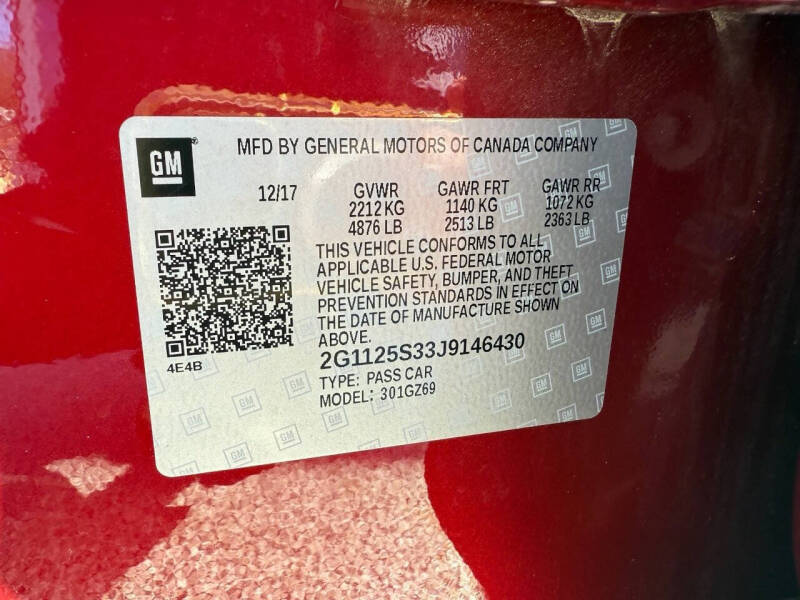 GM
MFD BY GENERAL MOTORS OF CANADA COMPANY
12/17 GVWR GAWR FRT GAWR RR
2212 KG 1140 KG 1072 KG
4876 LB 2513 LB 2363 LB
THIS VEHICLE CONFORMS TO ALL
APPLICABLE U.S. FEDERAL MOTOR
VEHICLE SAFETY, BUMPER, AND THEFT
PREVENTION STANDARDS IN EFFECT ON
THE DATE OF MANUFACTURE SHOWN
ABOVE.
4E4B
2G1125S33J9146430
TYPE: PASS CAR
MODEL: 301GZ69